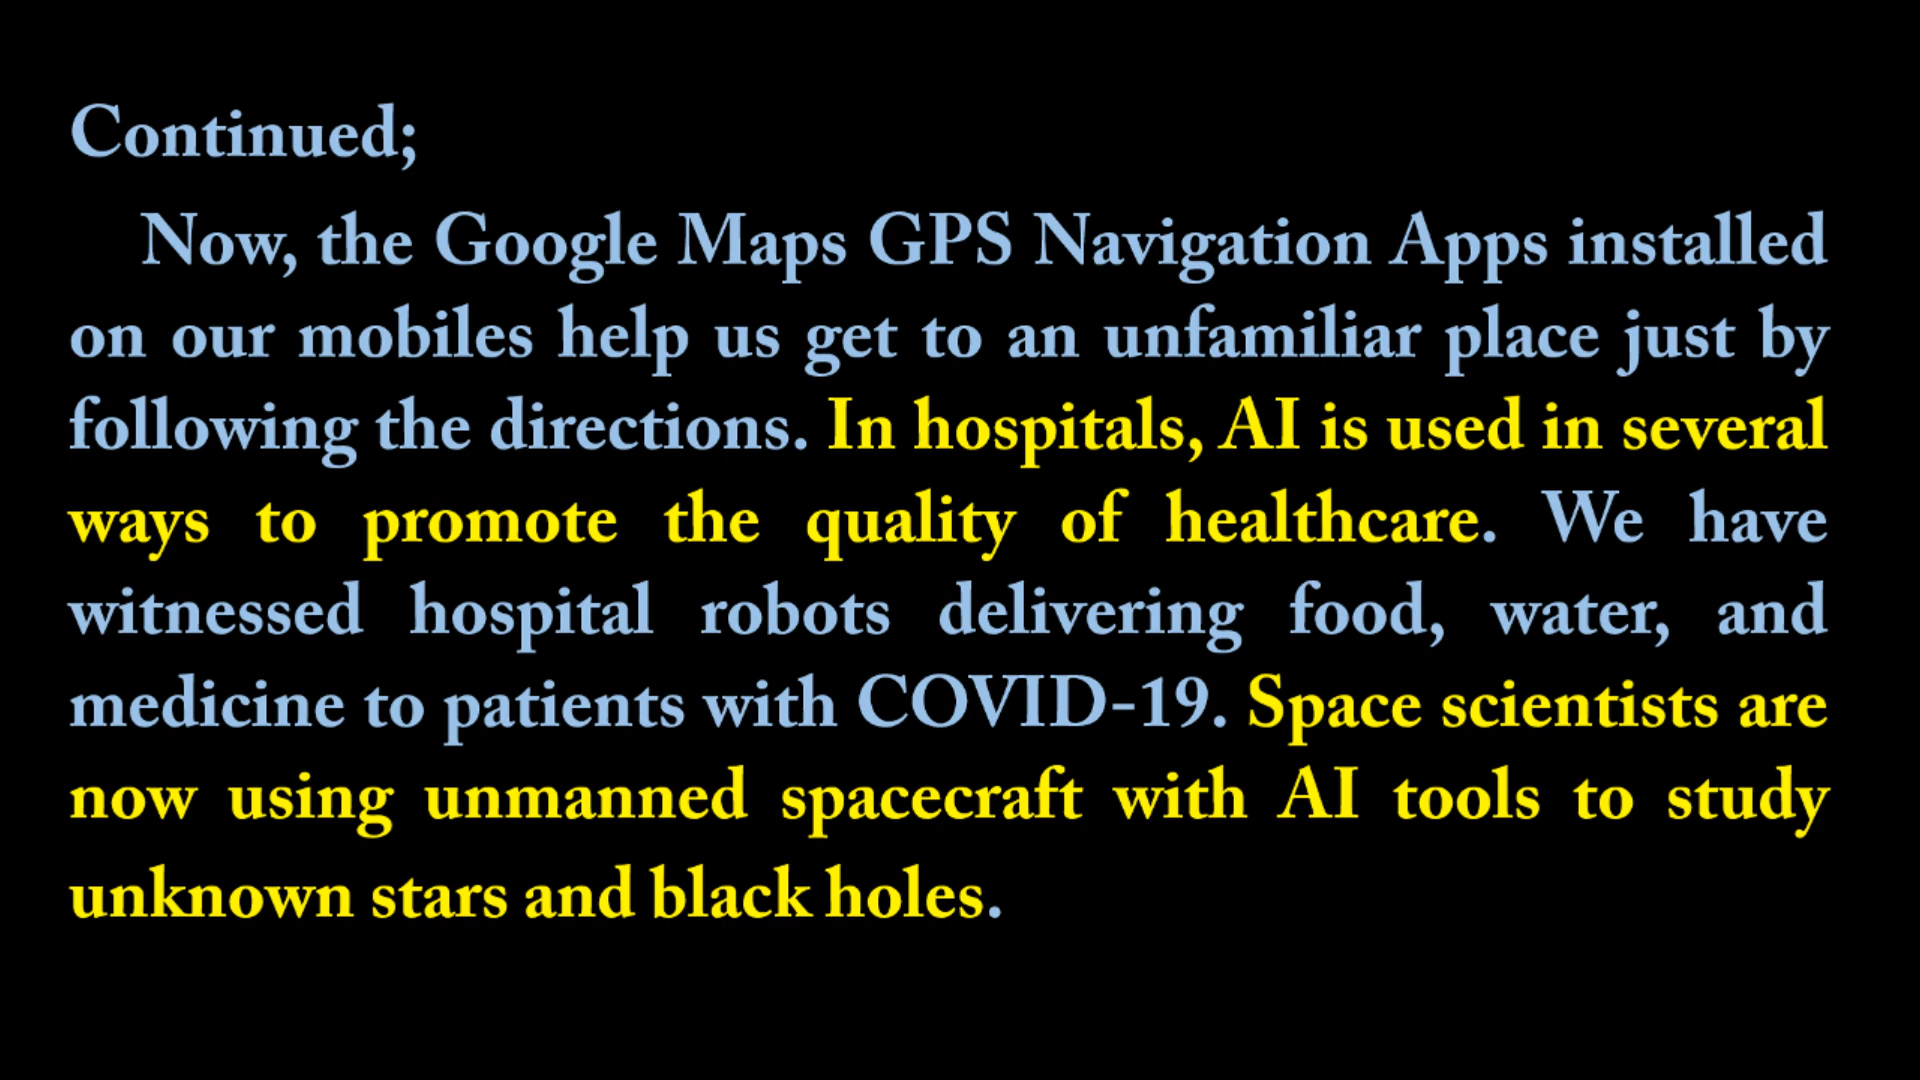 Continued;
Now, the Google Maps GPS Navigation Apps installed
on our mobiles help us get to an unfamiliar place just by
following the directions. In hospitals, AI is used in several
ways to promote the quality of healthcare. We have
witnessed hospital robots delivering food, water, and
medicine to patients with COVID-19. Space scientists are
now using unmanned spacecraft with AI tools to study
unknown stars and black holes.